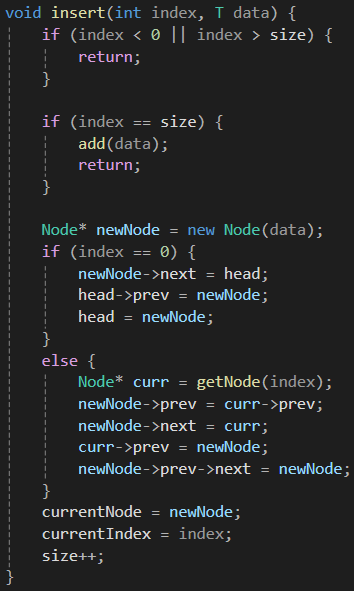 void insert(int index, T data) {
    if (index < 0 || index > size) {
        return;
    }

    if (index == size) {
        add(data);
        return;
    }

    Node* newNode = new Node(data);
    if (index == 0) {
        newNode->next = head;
        head->prev = newNode;
        head = newNode;
    }
    else {
        Node* curr = getNode(index);
        newNode->prev = curr->prev;
        newNode->next = curr;
        curr->prev = newNode;
        newNode->prev->next = newNode;
    }
    currentNode = newNode;
    currentIndex = index;
    size++;
}